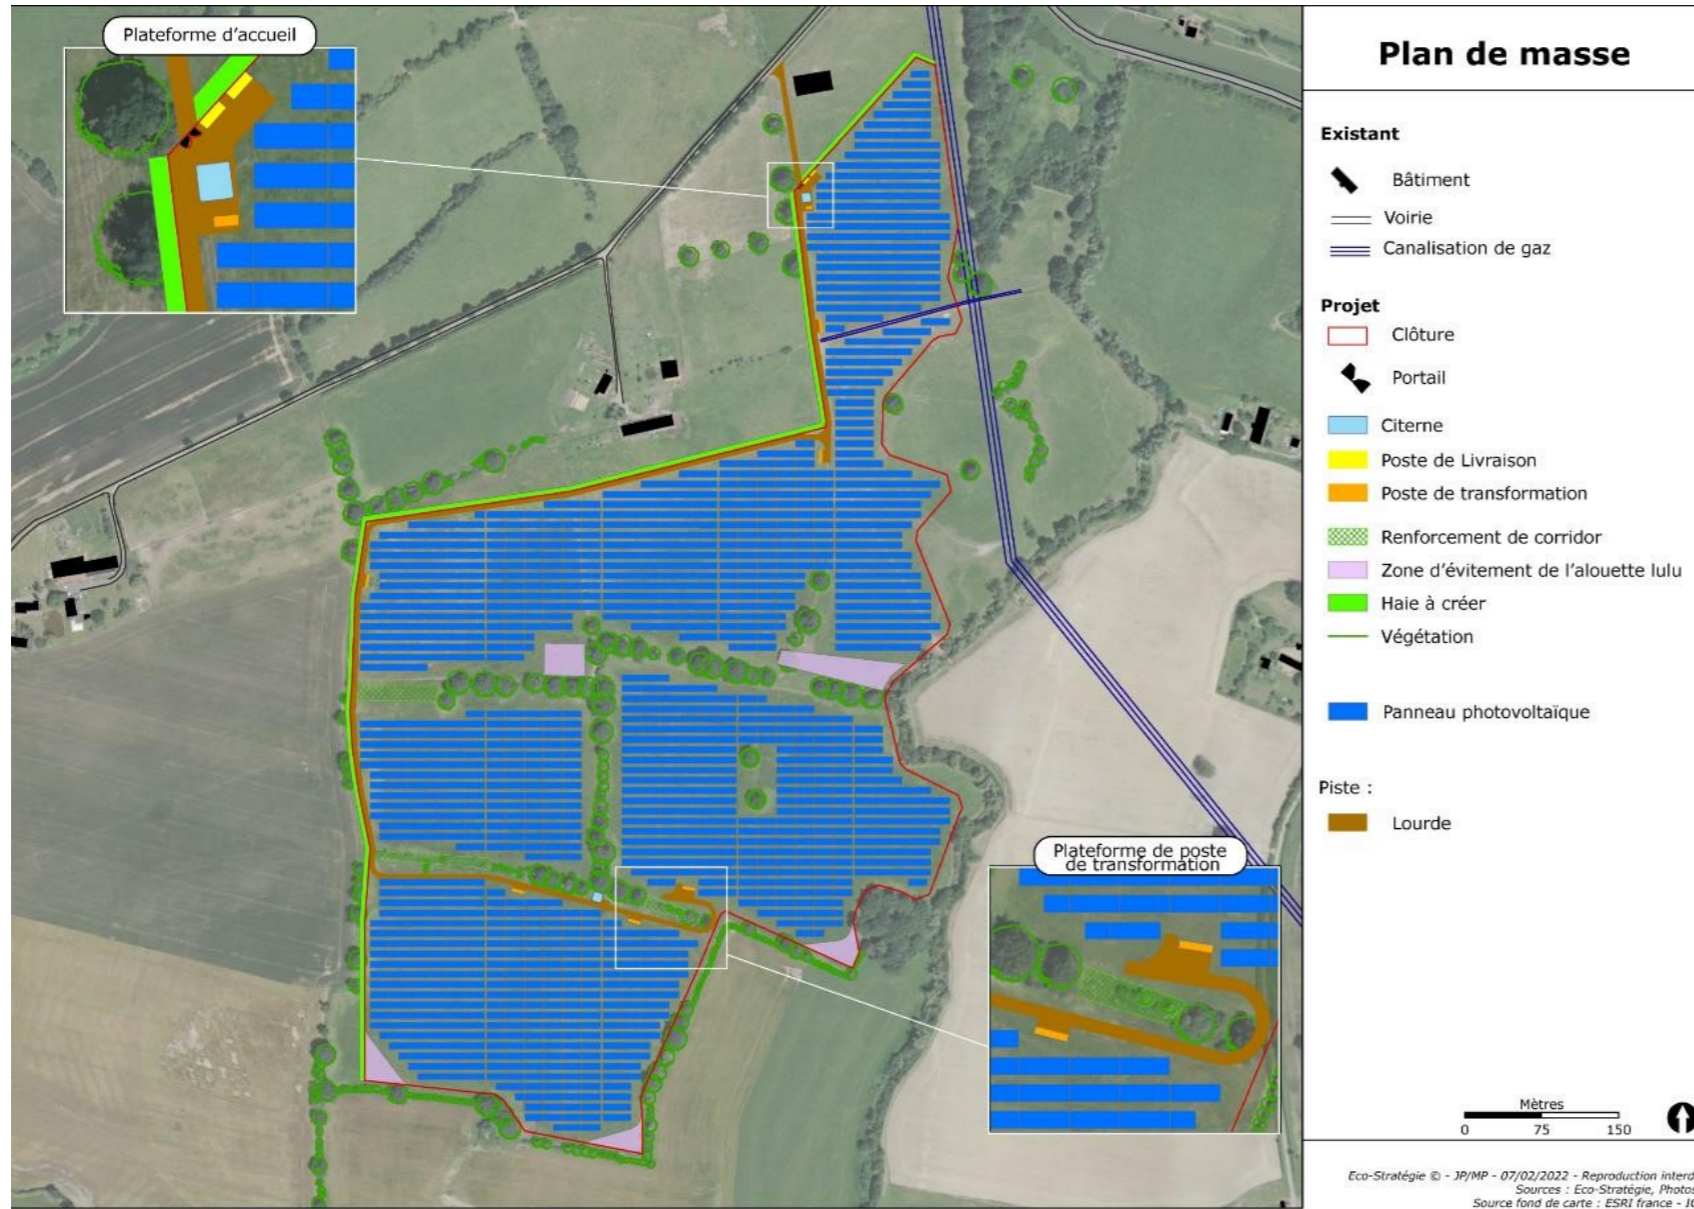 Plateforme d'accueil
Plateforme de poste
de transformation
Plan de masse
Existant
Bâtiment
Voirie
Canalisation de gaz
Projet
Clôture
Portail
Citerne
Poste de Livraison
Poste de transformation
Renforcement de corridor
Zone d'évitement de l'alouette lulu
Haie à créer
Végétation
Panneau photovoltaïque
Piste :
Lourde
Mètres
0 75 150
Eco-Stratégie © - JP/MP - 07/02/2022 - Reproduction interd
Sources : Eco-Stratégie, Photos
Source fond de carte : ESRI france -